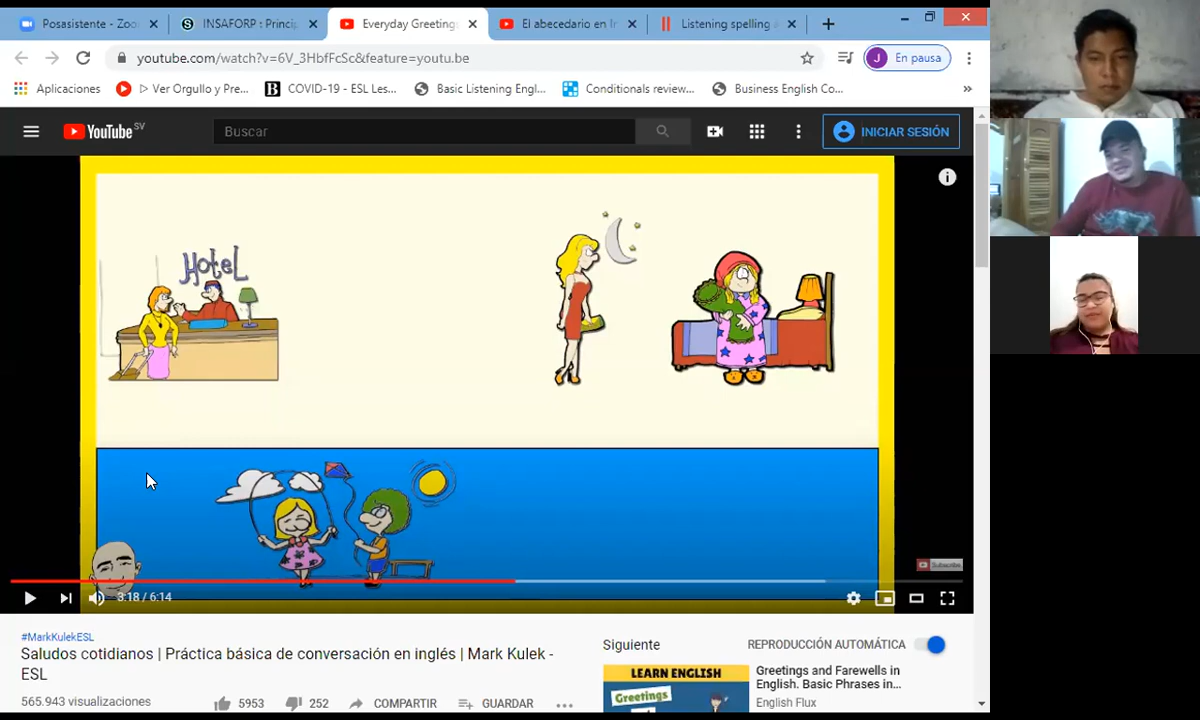 Posasistente - Zoo
INSAFORP : Princip
Everyday Greeting
El abecedario en In
Listening spelling a
youtube.com/watch?v=6V_3HbfFcSc&feature=youtu.be
J En pausa
Aplicaciones
▷ Ver Orgullo y Pre...
B COVID-19 - ESL Les...
Basic Listening Engl...
Conditionals review...
Business English Co...
»
YouTube SV
Buscar
INICIAR SESIÓN
HoteL
Subscribe
3:18 / 6:14
#MarkKulekESL
Saludos cotidianos | Práctica básica de conversación en inglés | Mark Kulek -
ESL
565.943 visualizaciones
5953
252
COMPARTIR
GUARDAR
Siguiente
REPRODUCCIÓN AUTOMÁTICA
LEARN ENGLISH
Greetings
Greetings and Farewells in
English. Basic Phrases in...
English Flux